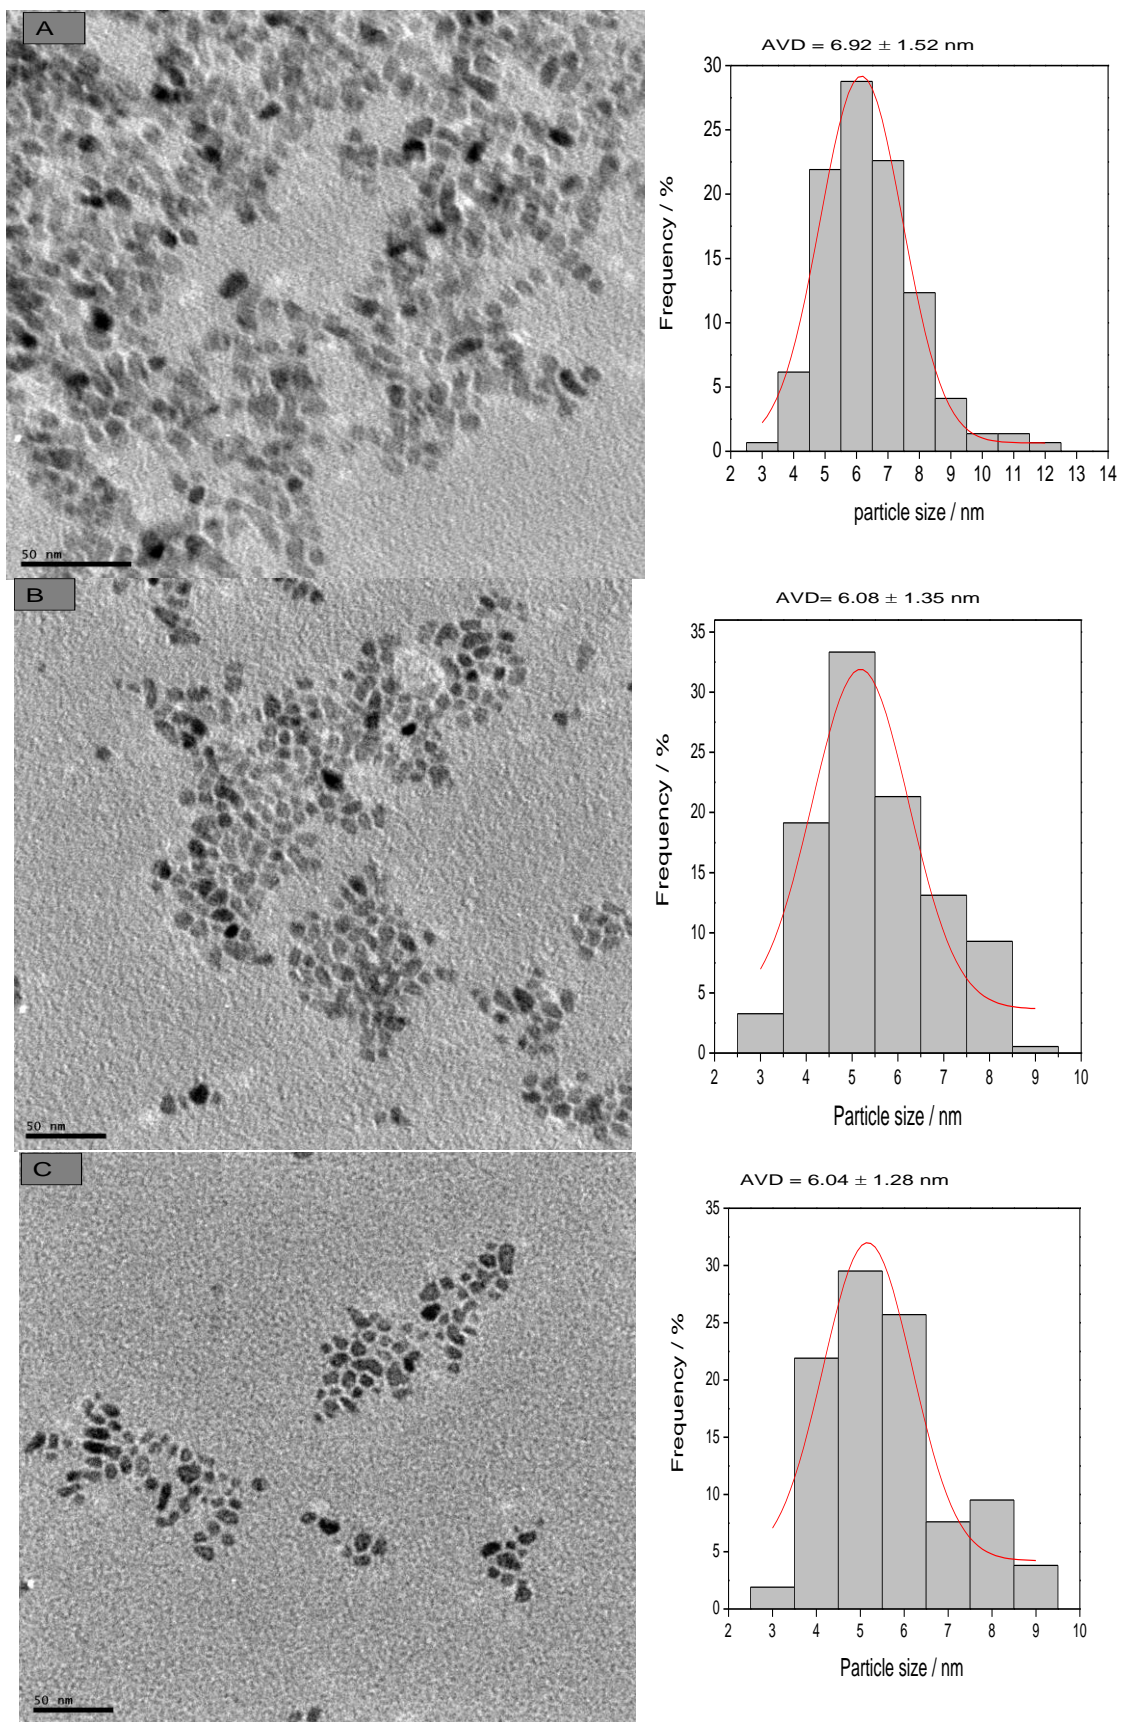 A
50 nm
AVD = 6.92 ± 1.52 nm
30
25
20
15
10
5
0
Frequency / %
2 3 4 5 6 7 8 9 10 11 12 13 14
particle size / nm
B
50 nm
AVD= 6.08 ± 1.35 nm
35
30
25
20
15
10
5
0
Frequency / %
2 3 4 5 6 7 8 9 10
Particle size / nm
C
50 nm
AVD = 6.04 ± 1.28 nm
35
30
25
20
15
10
5
0
Frequency / %
2 3 4 5 6 7 8 9 10
Particle size / nm